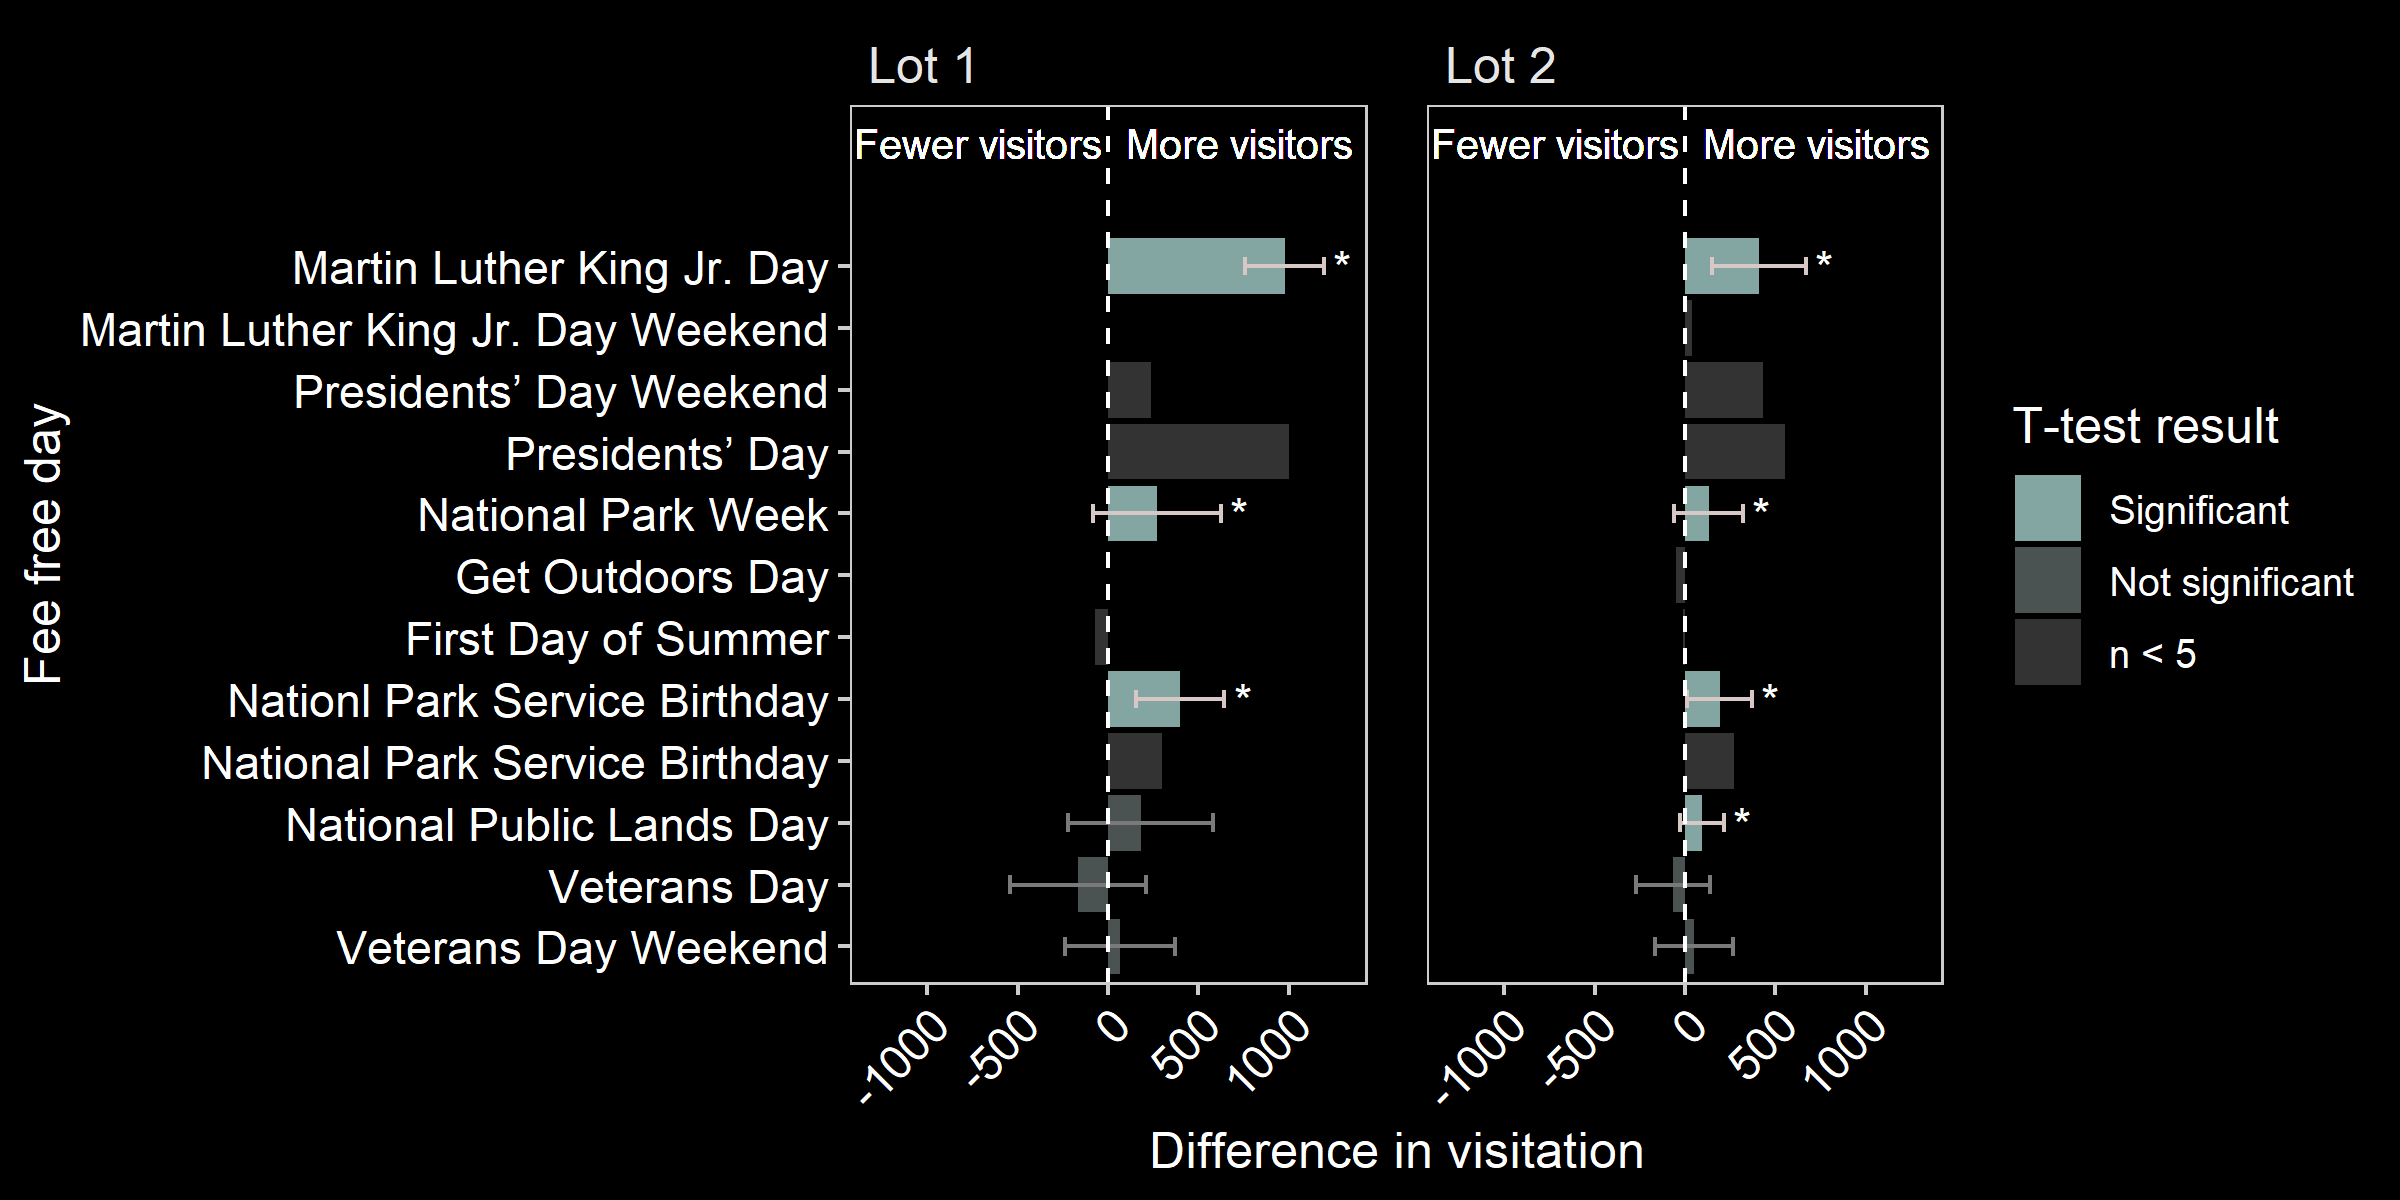 Lot 1
Lot 2
Fewer visitors
More visitors
Fewer visitors
More visitors
Fee free day
Martin Luther King Jr. Day
*
*
Martin Luther King Jr. Day Weekend
Presidents’ Day Weekend
Presidents’ Day
National Park Week
*
*
Get Outdoors Day
First Day of Summer
Nationl Park Service Birthday
*
*
National Park Service Birthday
National Public Lands Day
*
Veterans Day
Veterans Day Weekend
-1000
-500
0
500
1000
-1000
-500
0
500
1000
Difference in visitation
T-test result
Significant
Not significant
n < 5